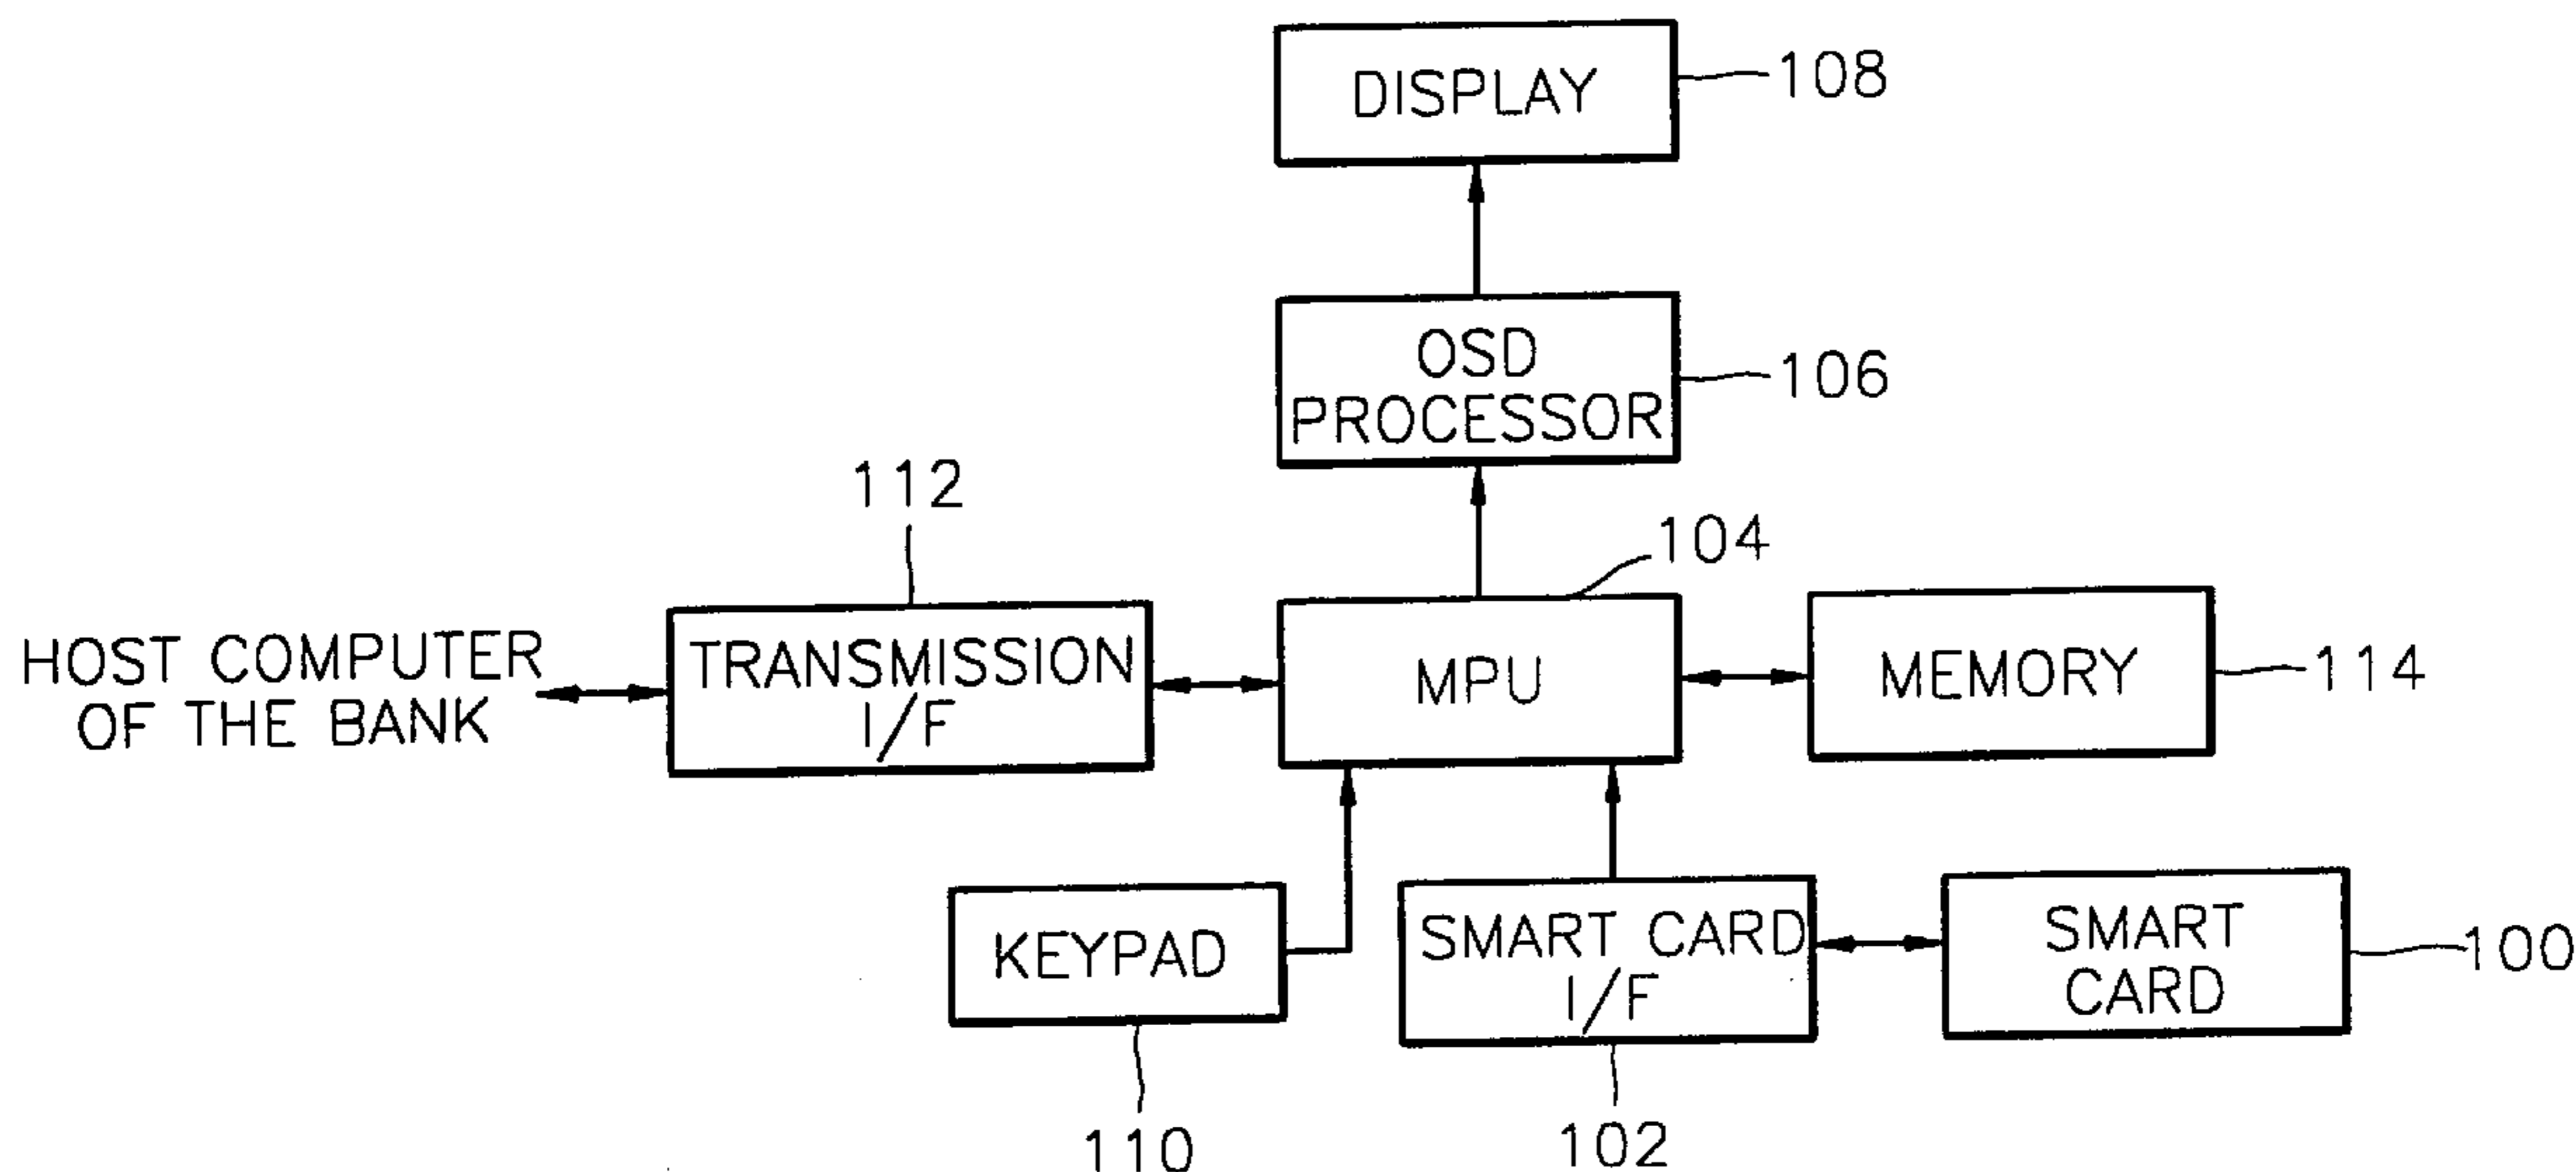 DISPLAY
108
OSD
PROCESSOR
106
112
104
HOST COMPUTER
OF THE BANK
TRANSMISSION
I/F
MPU
MEMORY
114
KEYPAD
110
SMART CARD
I/F
102
SMART
CARD
100